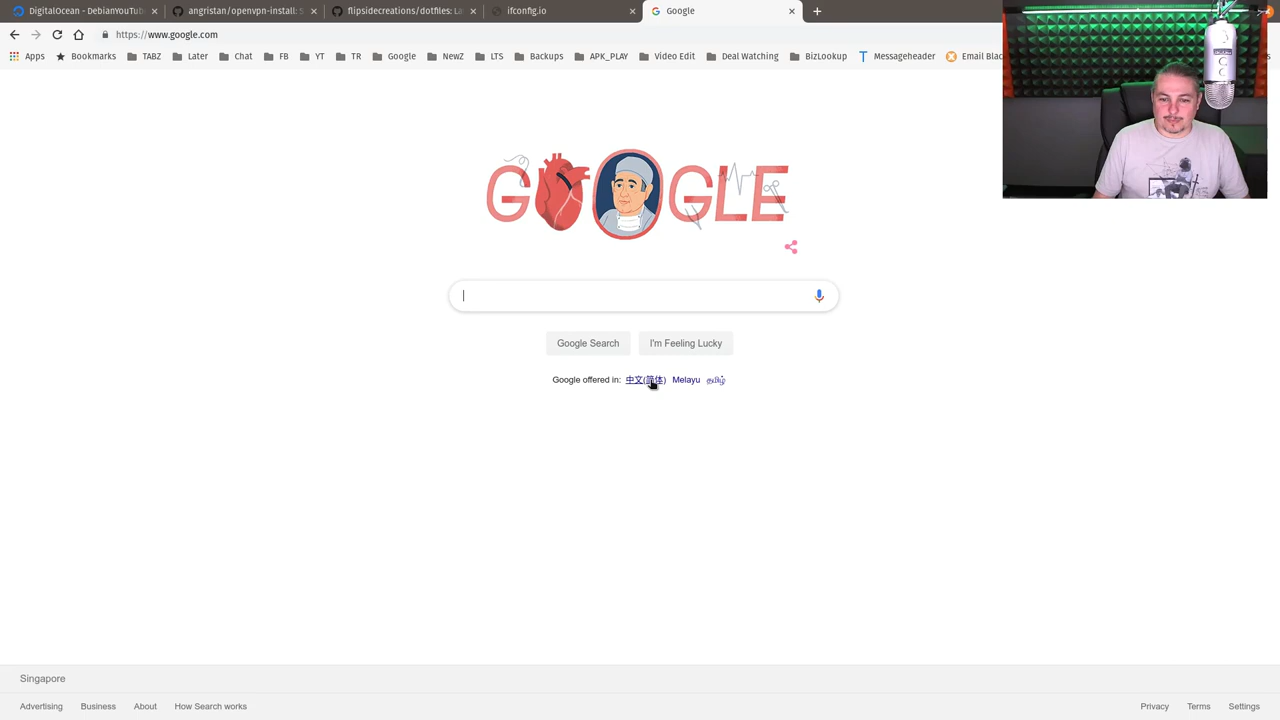 DigitalOcean - DebianYouTub
angristan/openvpn-install: S
flipsidecreations/dotfiles: La
ifconfig.io
Google
https://www.google.com
Apps Bookmarks TABZ Later Chat FB YT TR Google NewZ LTS Backups APK_PLAY Video Edit Deal Watching BizLookup Messageheader Email Blac
GOOGLE
Google Search
I'm Feeling Lucky
Google offered in: 中文(简体) Melayu தமிழ்
Singapore
Advertising Business About How Search works
Privacy Terms Settings